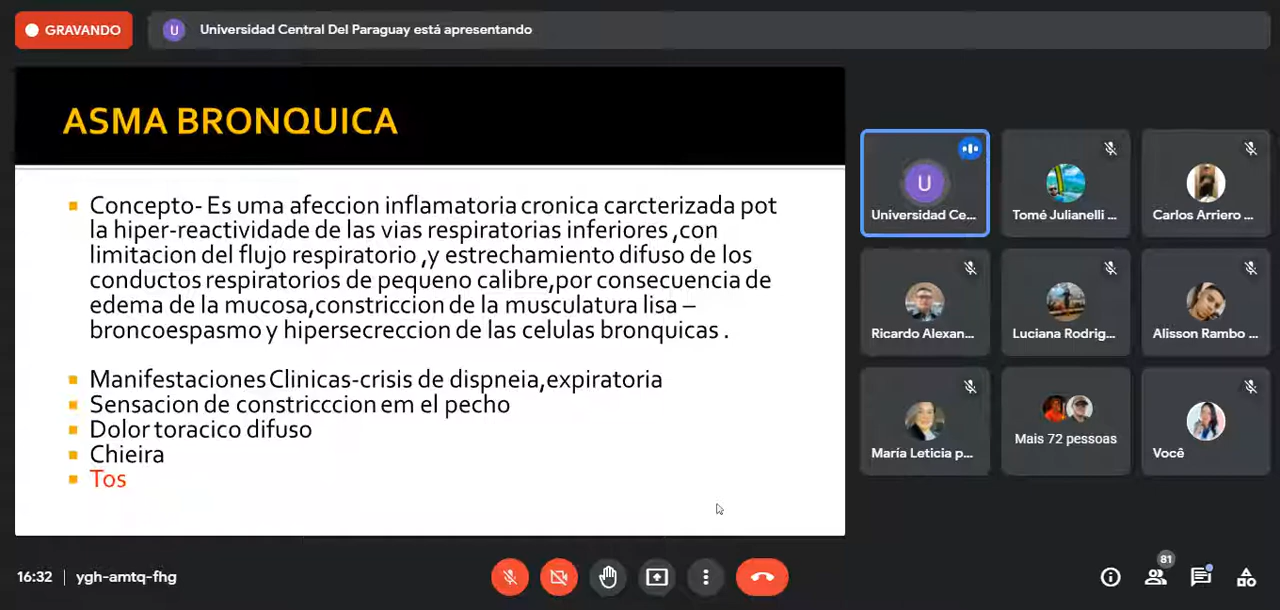 GRAVANDO
U
Universidad Central Del Paraguay está apresentando
ASMA BRONQUICA
Concepto- Es uma afeccion inflamatoria cronica carcterizada pot
la hiper-reactividade de las vias respiratorias inferiores ,con
limitacion del flujo respiratorio ,y estrechamiento difuso de los
conductos respiratorios de pequeno calibre,por consecuencia de
edema de la mucosa,constriccion de la musculatura lisa –
broncoespasmo y hipersecreccion de las celulas bronquicas .
Manifestaciones Clinicas-crisis de dispneia,expiratoria
Sensacion de constricccion em el pecho
Dolor toracico difuso
Chieira
Tos
U
Universidad Ce...
Tomé Julianelli ...
Carlos Arriero ...
Ricardo Alexan...
Luciana Rodrig...
Alisson Rambo ...
María Leticia p...
Mais 72 pessoas
Você
16:32 | ygh-amtq-fhg
81